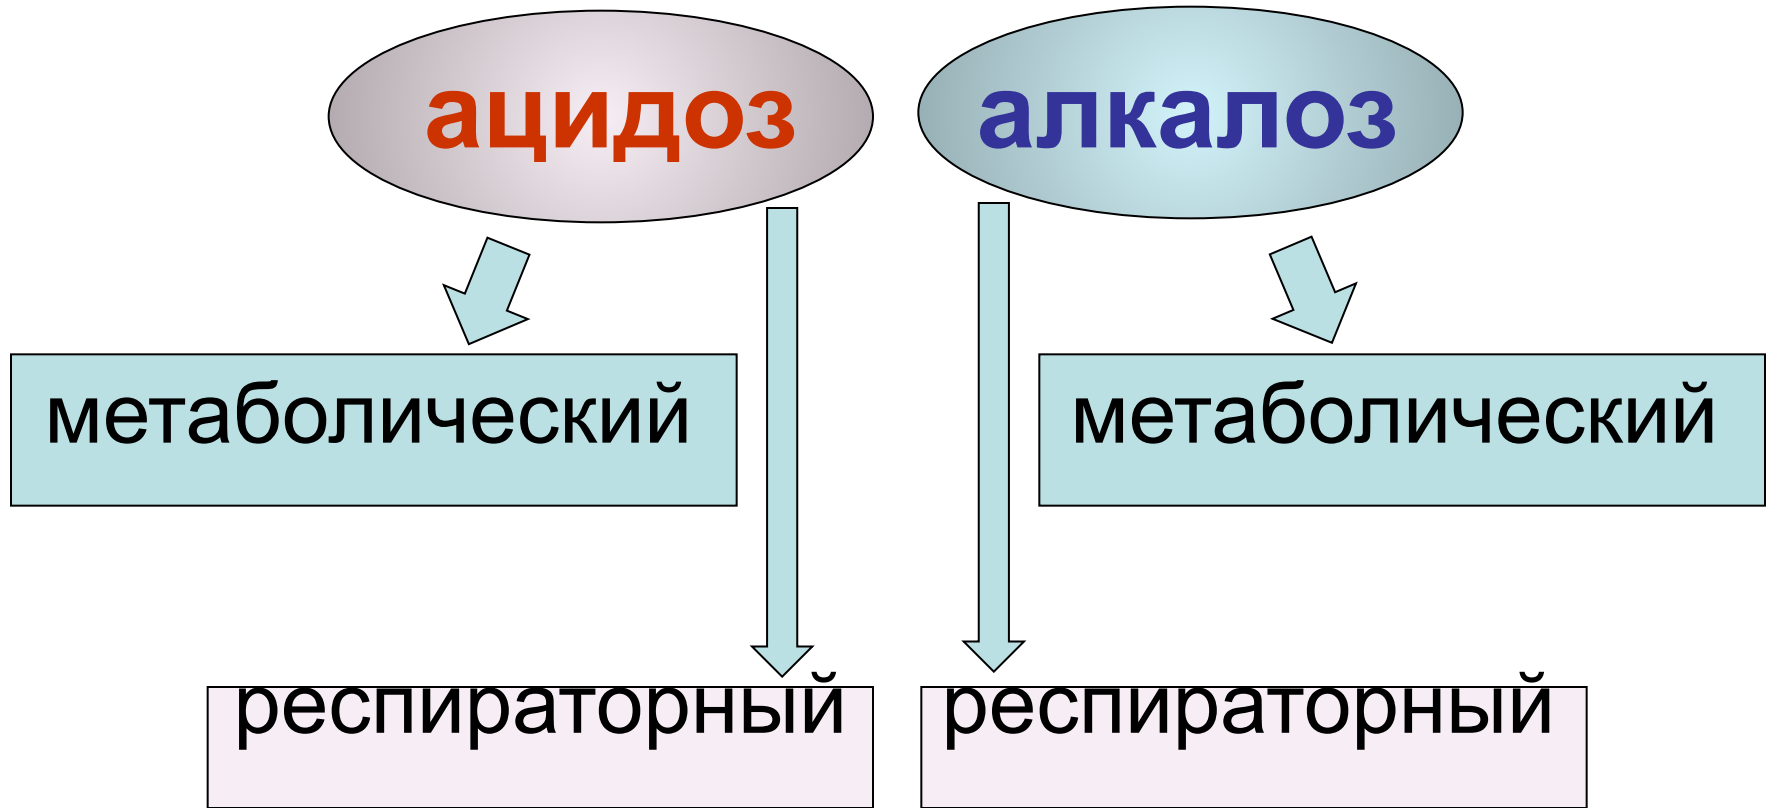 ацидоз
алкалоз
метаболический
метаболический
респираторный
респираторный